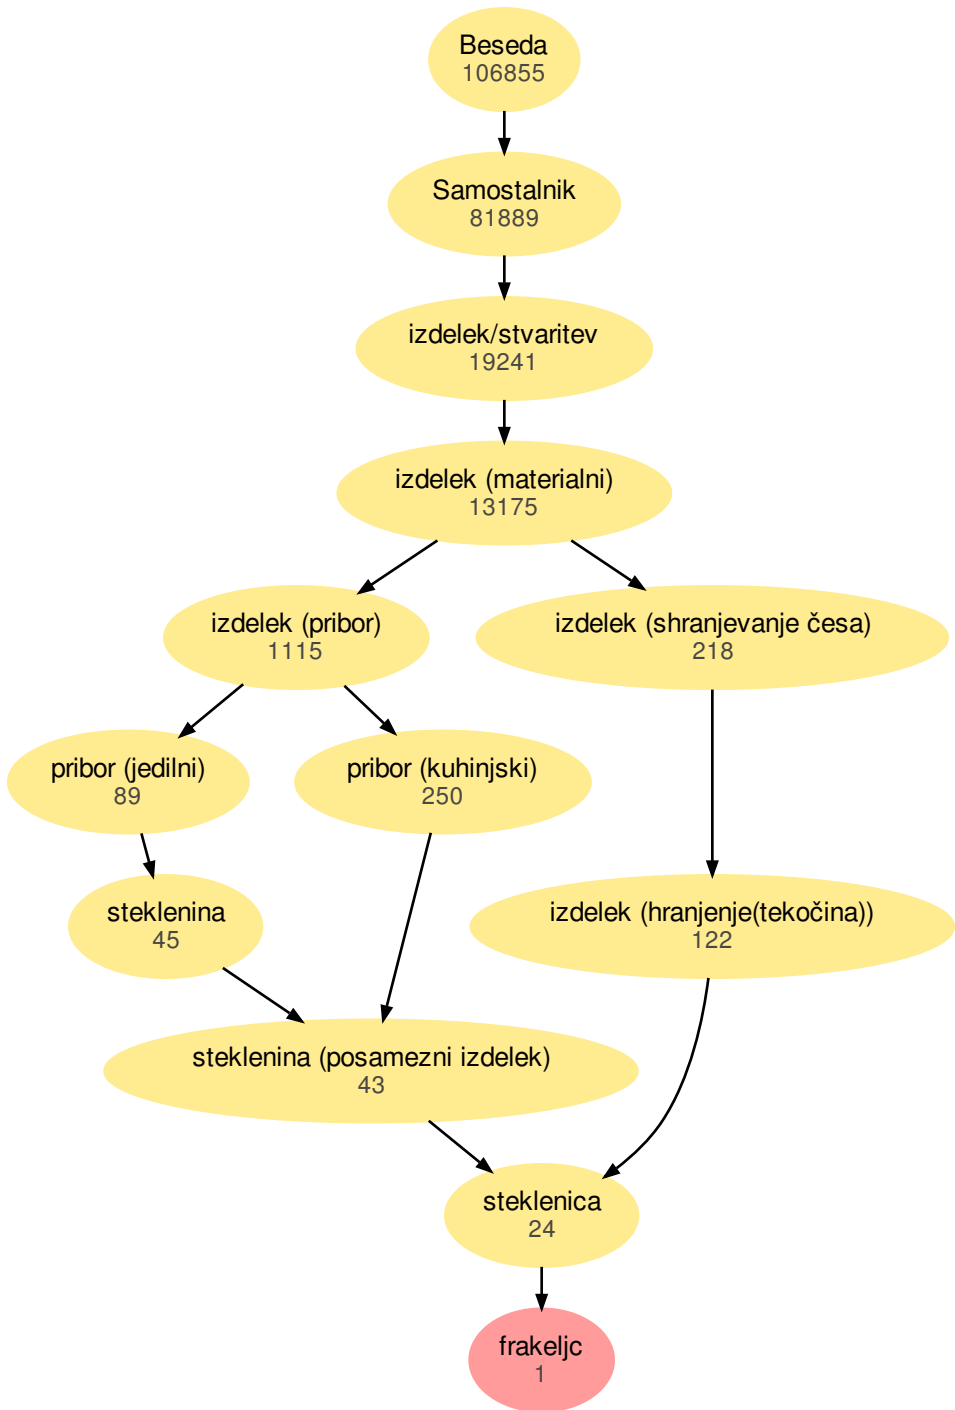 Beseda
106855
Samostalnik
81889
izdelek/stvaritev
19241
izdelek (materialni)
13175
izdelek (pribor)
1115
izdelek (shranjevanje česa)
218
pribor (jedilni)
89
pribor (kuhinjski)
250
steklenina
45
izdelek (hranjenje(tekočina))
122
steklenina (posamezni izdelek)
43
steklenica
24
frakeljc
1